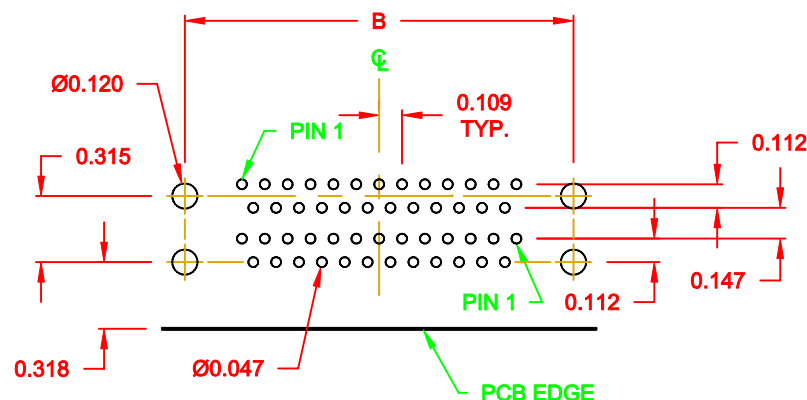 B
℄
Ø0.120
0.109
TYP.
PIN 1
0.315
0.112
PIN 1
0.112
0.147
0.318
Ø0.047
PCB EDGE